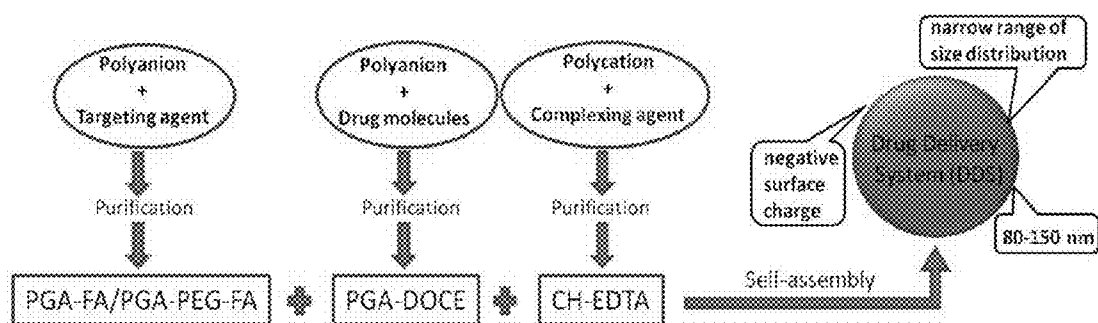 Polyanion
+
Targeting agent
Purification
PGA-FA/PGA-PEG-FA
+
Polyanion
+
Drug molecules
Purification
PGA-DOCE
+
Polycation
+
Complexing agent
Purification
CH-EDTA
Self-assembly
narrow range of
size distribution
Drug Delivery
System (DDS)
negative
surface
charge
80-150 nm